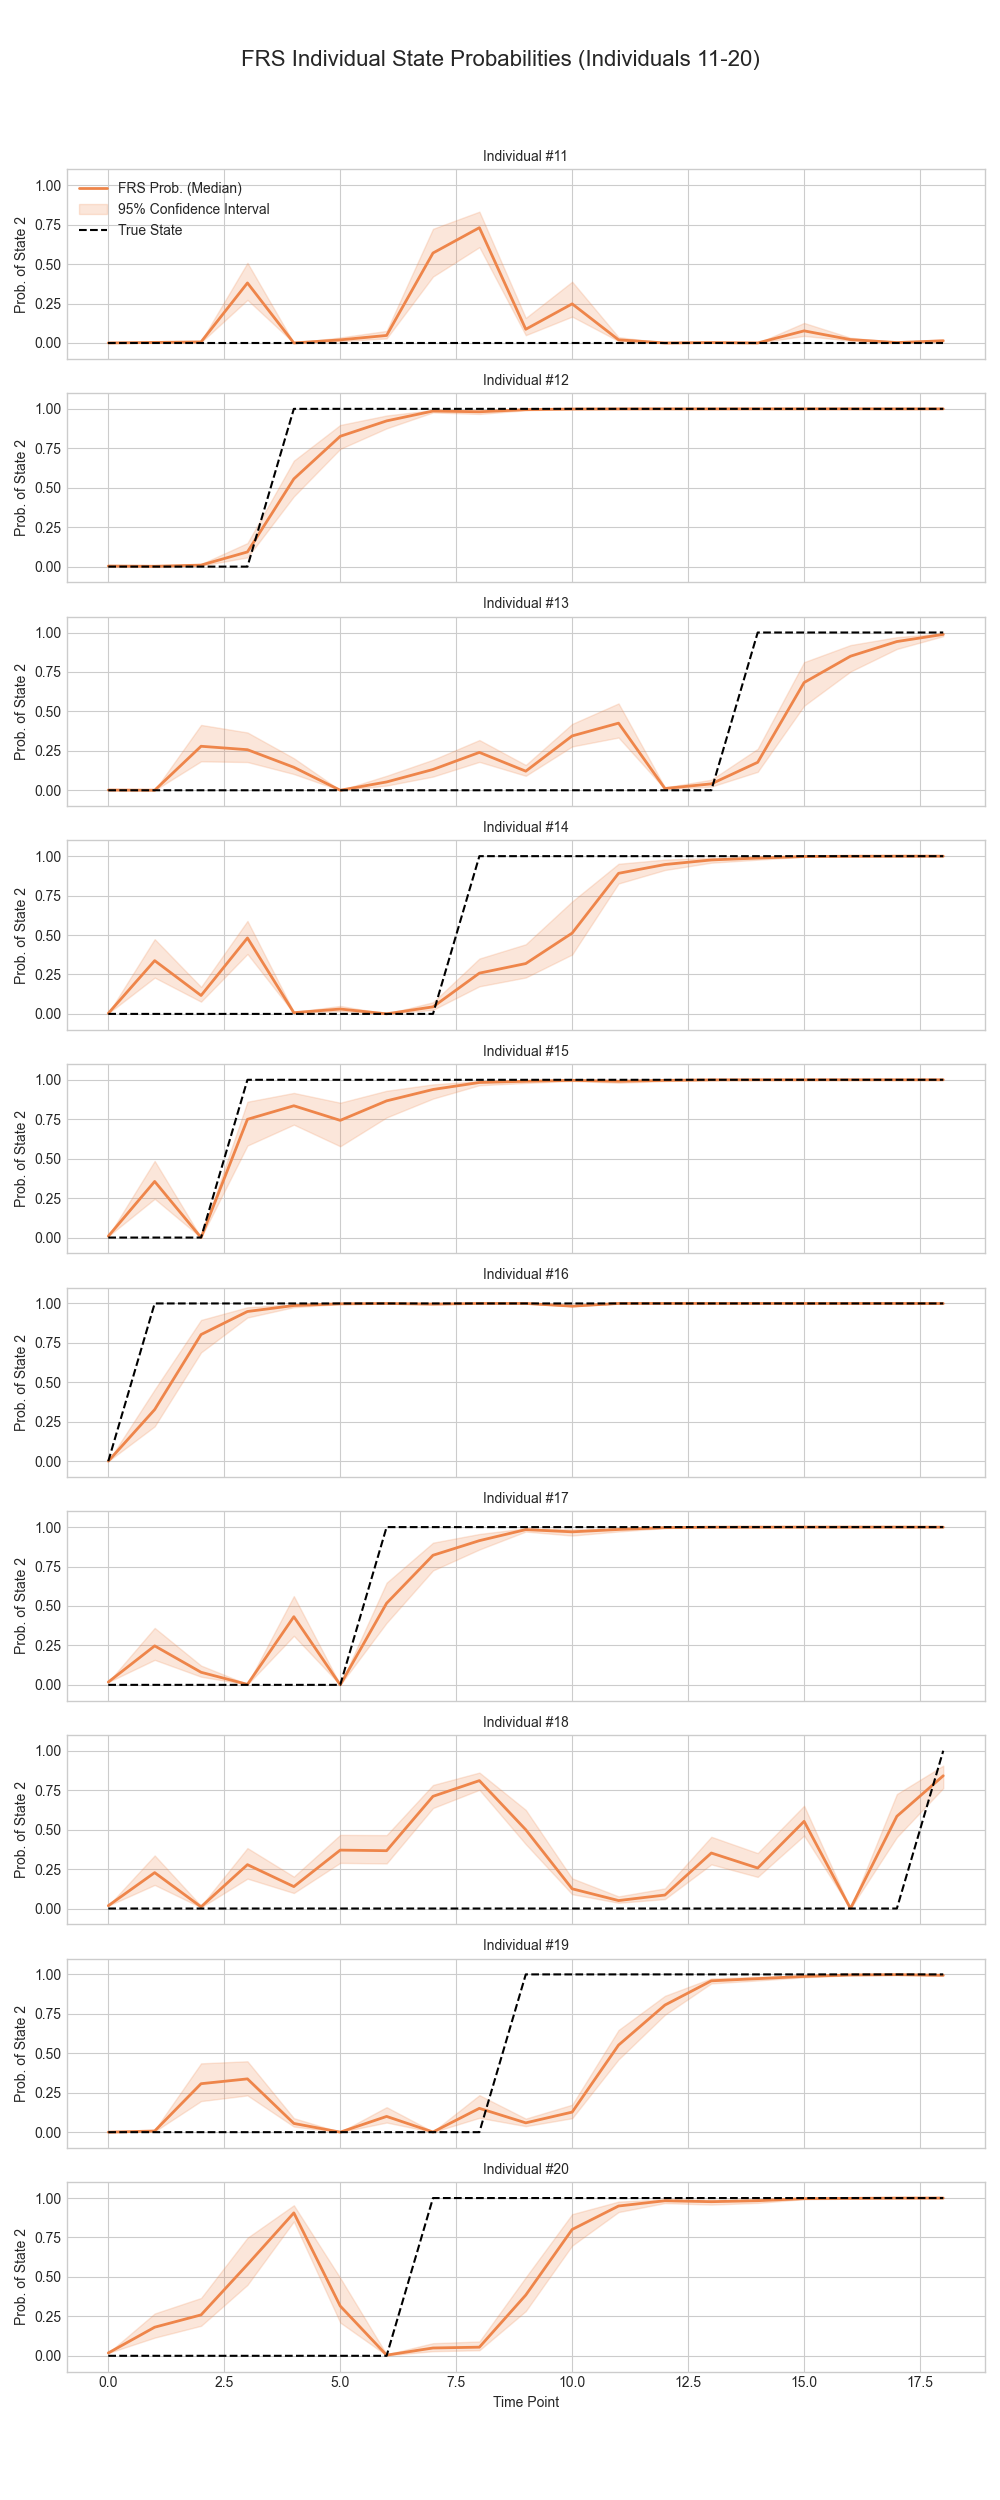 FRS Individual State Probabilities (Individuals 11-20)
Individual #11
1.00
0.75
0.50
0.25
0.00
Prob. of State 2
FRS Prob. (Median)
95% Confidence Interval
True State
Individual #12
1.00
0.75
0.50
0.25
0.00
Prob. of State 2
Individual #13
1.00
0.75
0.50
0.25
0.00
Prob. of State 2
Individual #14
1.00
0.75
0.50
0.25
0.00
Prob. of State 2
Individual #15
1.00
0.75
0.50
0.25
0.00
Prob. of State 2
Individual #16
1.00
0.75
0.50
0.25
0.00
Prob. of State 2
Individual #17
1.00
0.75
0.50
0.25
0.00
Prob. of State 2
Individual #18
1.00
0.75
0.50
0.25
0.00
Prob. of State 2
Individual #19
1.00
0.75
0.50
0.25
0.00
Prob. of State 2
Individual #20
1.00
0.75
0.50
0.25
0.00
Prob. of State 2
0.0 2.5 5.0 7.5 10.0 12.5 15.0 17.5
Time Point